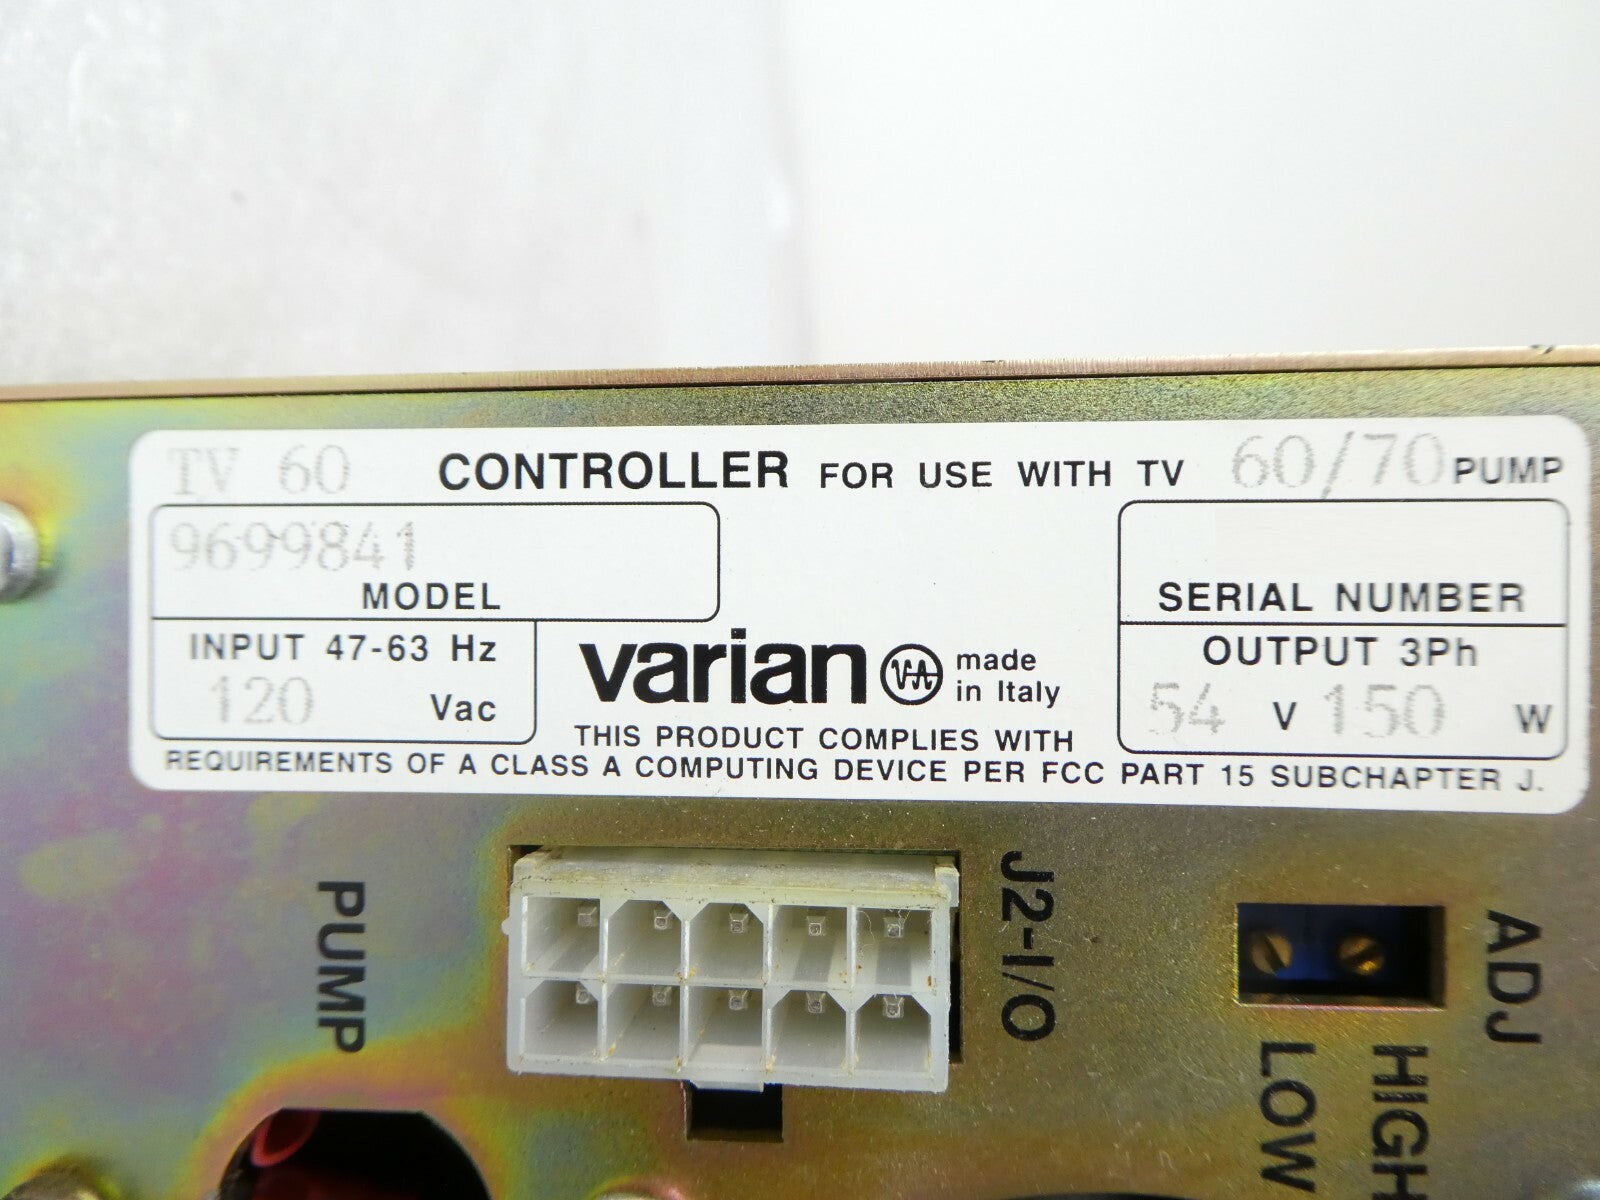 TV 60 CONTROLLER FOR USE WITH TV 60/70 PUMP
9699841
MODEL
SERIAL NUMBER
INPUT 47-63 Hz
120 Vac
varian VA made in Italy
OUTPUT 3Ph
54 V 150 W
THIS PRODUCT COMPLIES WITH
REQUIREMENTS OF A CLASS A COMPUTING DEVICE PER FCC PART 15 SUBCHAPTER J.
PUMP
J2-I/O
ADJ
LOW
HIGH